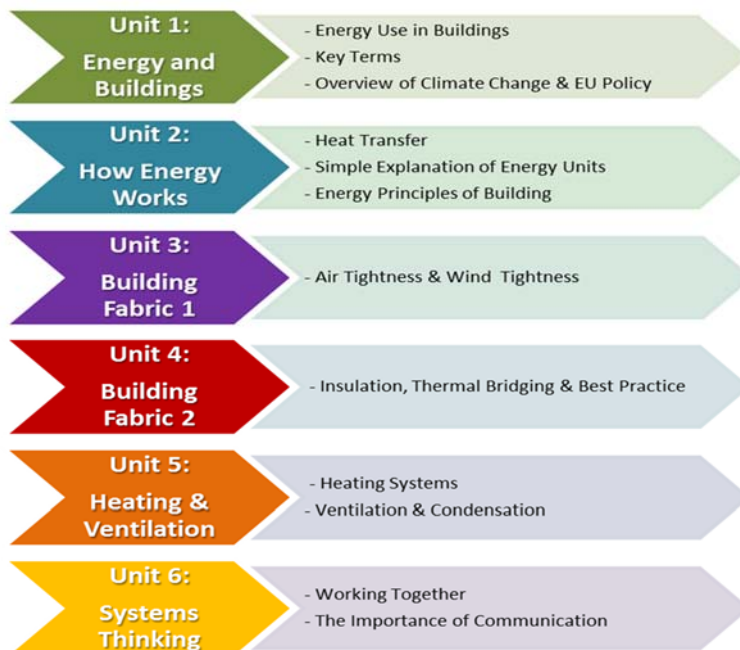 Unit 1:
Energy and
Buildings
- Energy Use in Buildings
- Key Terms
- Overview of Climate Change & EU Policy
Unit 2:
How Energy
Works
- Heat Transfer
- Simple Explanation of Energy Units
- Energy Principles of Building
Unit 3:
Building
Fabric 1
- Air Tightness & Wind Tightness
Unit 4:
Building
Fabric 2
- Insulation, Thermal Bridging & Best Practice
Unit 5:
Heating &
Ventilation
- Heating Systems
- Ventilation & Condensation
Unit 6:
Systems
Thinking
- Working Together
- The Importance of Communication